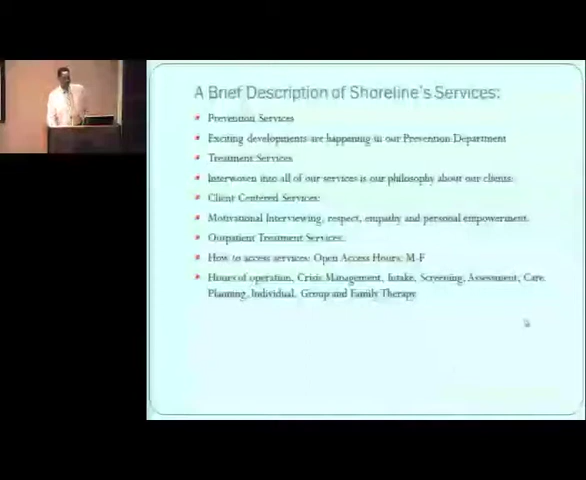 A Brief Description of Shoreline's Services:
Prevention Services
Exciting developments are happening in our Prevention Department
Treatment Services
Interwoven into all of our services is our philosophy about our clients:
Client Centered Services:
Motivational Interviewing, respect, empathy and personal empowerment.
Outpatient Treatment Services:
How to access services: Open Access Hours: M-F
Hours of operation, Crisis Management, Intake, Screening, Assessment, Care
Planning, Individual, Group and Family Therapy